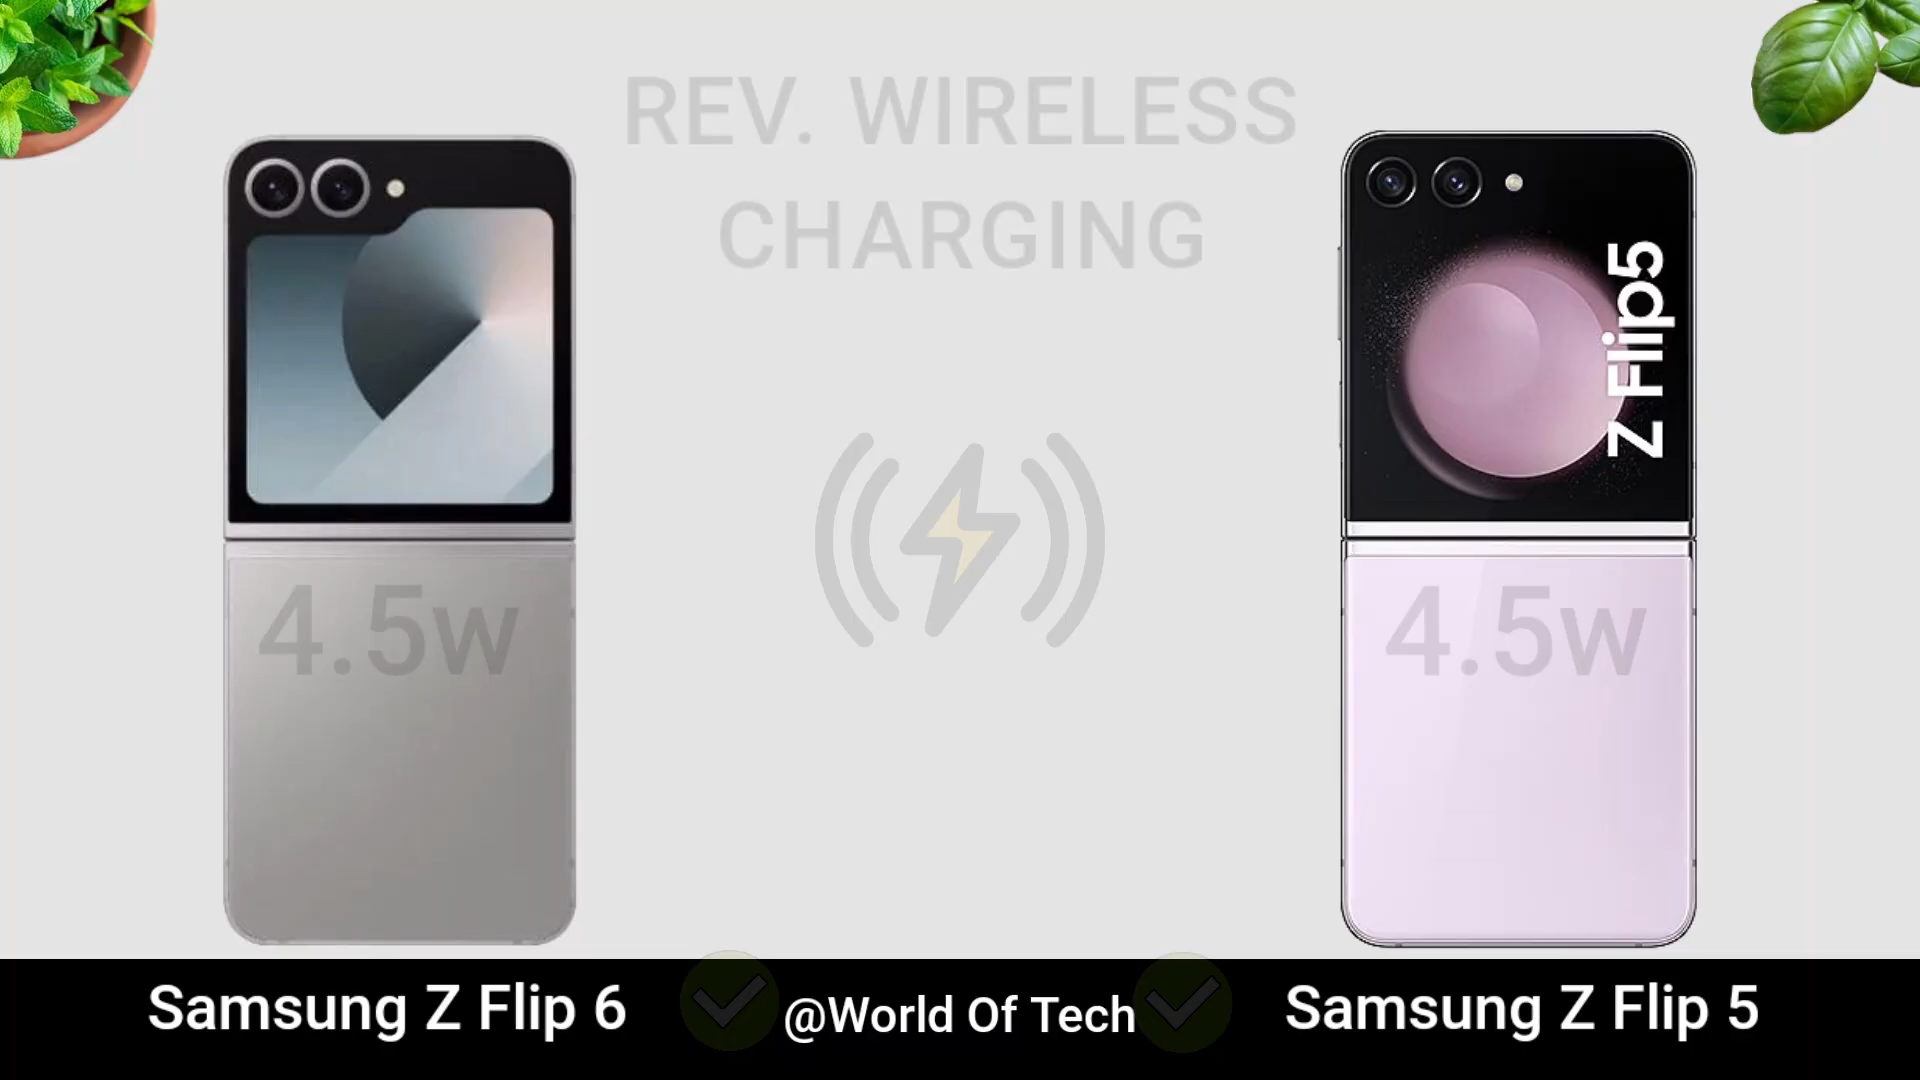 REV. WIRELESS
CHARGING
Z Flip5
4.5w
4.5w
Samsung Z Flip 6
@World Of Tech
Samsung Z Flip 5